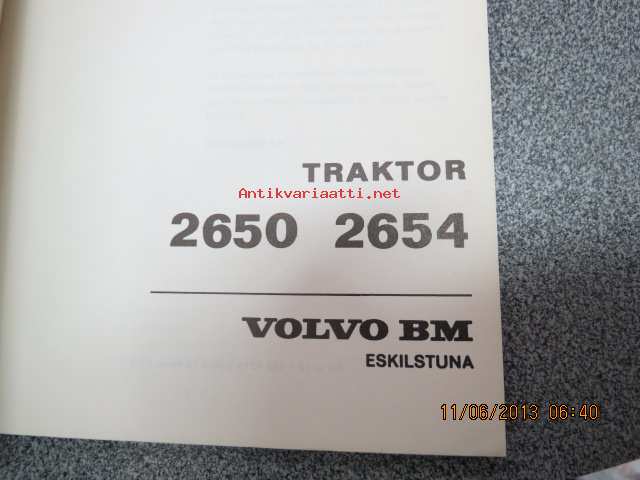 TRAKTOR
Antikvariaatti.net
2650 2654
VOLVO BM
ESKILSTUNA
11/06/2013 06:40